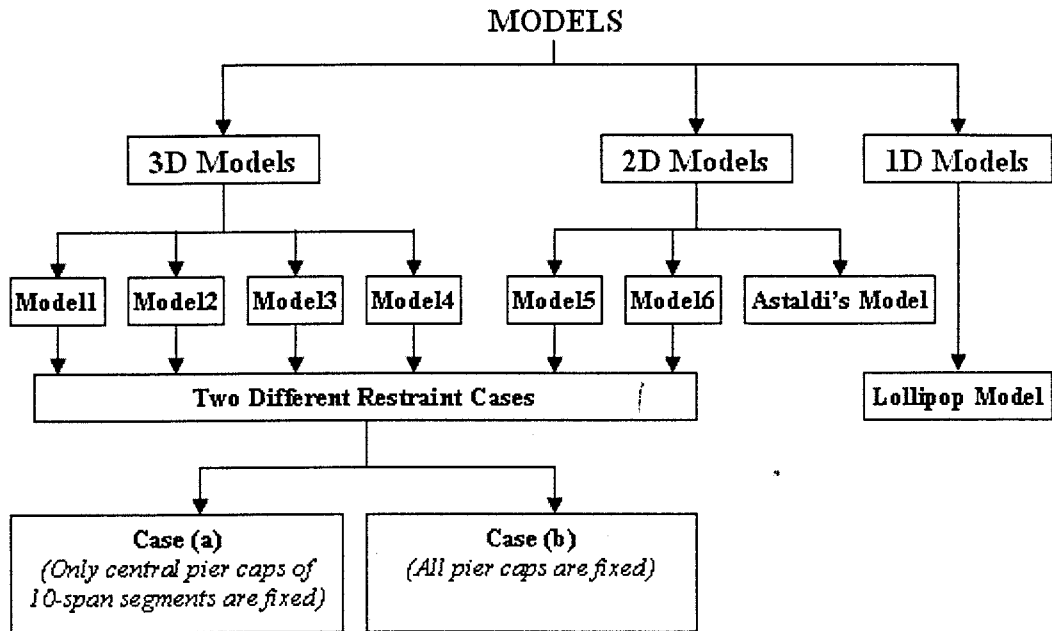 MODELS
3D Models
2D Models
1D Models
Model1
Model2
Model3
Model4
Model5
Model6
Astaldi's Model
Two Different Restraint Cases
Lollipop Model
Case (a)
(Only central pier caps of
10-span segments are fixed)
Case (b)
(All pier caps are fixed)